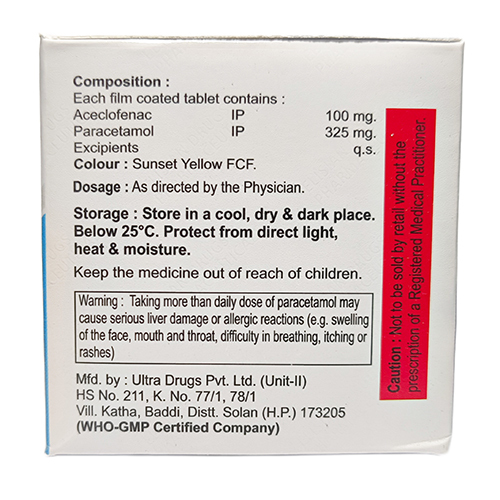 Composition :
Each film coated tablet contains :
Aceclofenac IP 100 mg.
Paracetamol IP 325 mg.
Excipients q.s.
Colour : Sunset Yellow FCF.
Dosage : As directed by the Physician.
Storage : Store in a cool, dry & dark place.
Below 25°C. Protect from direct light,
heat & moisture.
Keep the medicine out of reach of children.
Warning : Taking more than daily dose of paracetamol may
cause serious liver damage or allergic reactions (e.g. swelling
of the face, mouth and throat, difficulty in breathing, itching or
rashes)
Mfd. by : Ultra Drugs Pvt. Ltd. (Unit-II)
HS No. 211, K. No. 77/1, 78/1
Vill. Katha, Baddi, Distt. Solan (H.P.) 173205
(WHO-GMP Certified Company)
Caution : Not to be sold by retail without the
prescription of a Registered Medical Practitioner.